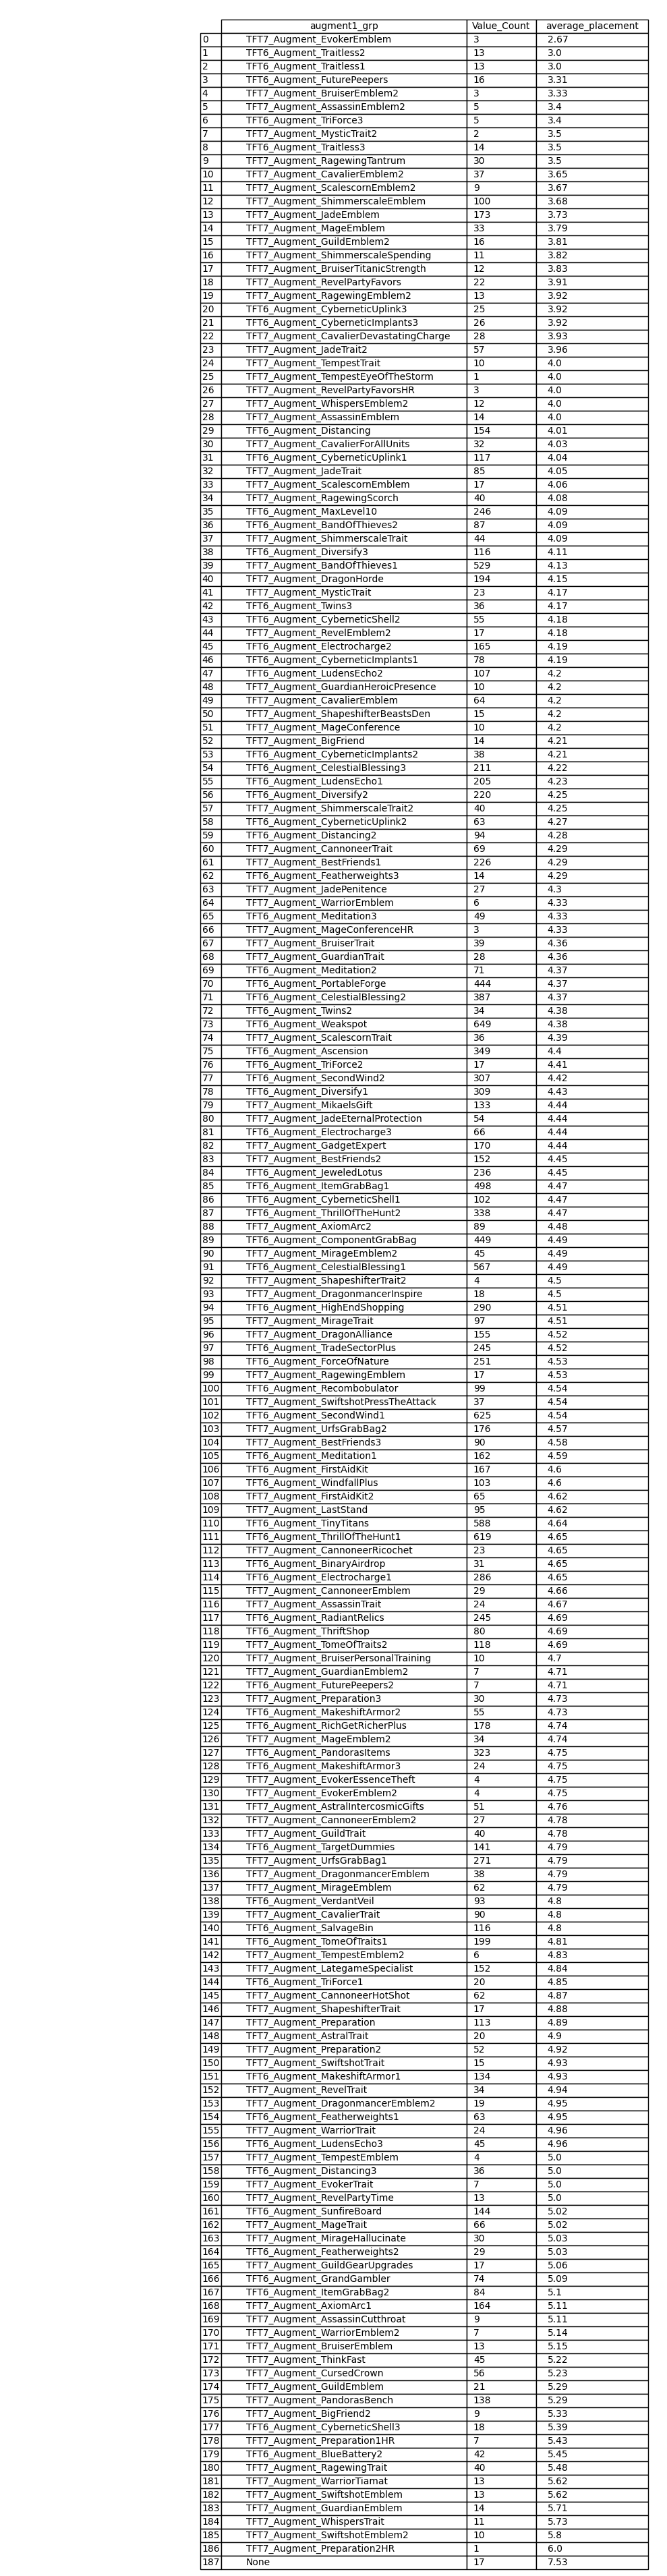 augment1_grp Value_Count average_placement
0 TFT7_Augment_EvokerEmblem 3 2.67
1 TFT6_Augment_Traitless2 13 3.0
2 TFT6_Augment_Traitless1 13 3.0
3 TFT6_Augment_FuturePeepers 16 3.31
4 TFT7_Augment_BruiserEmblem2 3 3.33
5 TFT7_Augment_AssassinEmblem2 5 3.4
6 TFT6_Augment_TriForce3 5 3.4
7 TFT7_Augment_MysticTrait2 2 3.5
8 TFT6_Augment_Traitless3 14 3.5
9 TFT7_Augment_RagewingTantrum 30 3.5
10 TFT7_Augment_CavalierEmblem2 37 3.65
11 TFT7_Augment_ScalescornEmblem2 9 3.67
12 TFT7_Augment_ShimmerscaleEmblem 100 3.68
13 TFT7_Augment_JadeEmblem 173 3.73
14 TFT7_Augment_MageEmblem 33 3.79
15 TFT7_Augment_GuildEmblem2 16 3.81
16 TFT7_Augment_ShimmerscaleSpending 11 3.82
17 TFT7_Augment_BruiserTitanicStrength 12 3.83
18 TFT7_Augment_RevelPartyFavors 22 3.91
19 TFT7_Augment_RagewingEmblem2 13 3.92
20 TFT6_Augment_CyberneticUplink3 25 3.92
21 TFT6_Augment_CyberneticImplants3 26 3.92
22 TFT7_Augment_CavalierDevastatingCharge 28 3.93
23 TFT7_Augment_JadeTrait2 57 3.96
24 TFT7_Augment_TempestTrait 10 4.0
25 TFT7_Augment_TempestEyeOfTheStorm 1 4.0
26 TFT7_Augment_RevelPartyFavorsHR 3 4.0
27 TFT7_Augment_WhispersEmblem2 12 4.0
28 TFT7_Augment_AssassinEmblem 14 4.0
29 TFT6_Augment_Distancing 154 4.01
30 TFT7_Augment_CavalierForAllUnits 32 4.03
31 TFT6_Augment_CyberneticUplink1 117 4.04
32 TFT7_Augment_JadeTrait 85 4.05
33 TFT7_Augment_ScalescornEmblem 17 4.06
34 TFT7_Augment_RagewingScorch 40 4.08
35 TFT6_Augment_MaxLevel10 246 4.09
36 TFT6_Augment_BandOfThieves2 87 4.09
37 TFT7_Augment_ShimmerscaleTrait 44 4.09
38 TFT6_Augment_Diversify3 116 4.11
39 TFT7_Augment_BandOfThieves1 529 4.13
40 TFT7_Augment_DragonHorde 194 4.15
41 TFT7_Augment_MysticTrait 23 4.17
42 TFT6_Augment_Twins3 36 4.17
43 TFT6_Augment_CyberneticShell2 55 4.18
44 TFT7_Augment_RevelEmblem2 17 4.18
45 TFT6_Augment_Electrocharge2 165 4.19
46 TFT6_Augment_CyberneticImplants1 78 4.19
47 TFT6_Augment_LudensEcho2 107 4.2
48 TFT7_Augment_GuardianHeroicPresence 10 4.2
49 TFT7_Augment_CavalierEmblem 64 4.2
50 TFT7_Augment_ShapeshifterBeastsDen 15 4.2
51 TFT7_Augment_MageConference 10 4.2
52 TFT7_Augment_BigFriend 14 4.21
53 TFT6_Augment_CyberneticImplants2 38 4.21
54 TFT6_Augment_CelestialBlessing3 211 4.22
55 TFT6_Augment_LudensEcho1 205 4.23
56 TFT6_Augment_Diversify2 220 4.25
57 TFT7_Augment_ShimmerscaleTrait2 40 4.25
58 TFT6_Augment_CyberneticUplink2 63 4.27
59 TFT6_Augment_Distancing2 94 4.28
60 TFT7_Augment_CannoneerTrait 69 4.29
61 TFT7_Augment_BestFriends1 226 4.29
62 TFT6_Augment_Featherweights3 14 4.29
63 TFT7_Augment_JadePenitence 27 4.3
64 TFT7_Augment_WarriorEmblem 6 4.33
65 TFT6_Augment_Meditation3 49 4.33
66 TFT7_Augment_MageConferenceHR 3 4.33
67 TFT7_Augment_BruiserTrait 39 4.36
68 TFT7_Augment_GuardianTrait 28 4.36
69 TFT6_Augment_Meditation2 71 4.37
70 TFT6_Augment_PortableForge 444 4.37
71 TFT6_Augment_CelestialBlessing2 387 4.37
72 TFT6_Augment_Twins2 34 4.38
73 TFT6_Augment_Weakspot 649 4.38
74 TFT7_Augment_ScalescornTrait 36 4.39
75 TFT6_Augment_Ascension 349 4.4
76 TFT6_Augment_TriForce2 17 4.41
77 TFT6_Augment_SecondWind2 307 4.42
78 TFT6_Augment_Diversify1 309 4.43
79 TFT7_Augment_MikaelsGift 133 4.44
80 TFT7_Augment_JadeEternalProtection 54 4.44
81 TFT6_Augment_Electrocharge3 66 4.44
82 TFT7_Augment_GadgetExpert 170 4.44
83 TFT7_Augment_BestFriends2 152 4.45
84 TFT6_Augment_JeweledLotus 236 4.45
85 TFT6_Augment_ItemGrabBag1 498 4.47
86 TFT6_Augment_CyberneticShell1 102 4.47
87 TFT6_Augment_ThrillOfTheHunt2 338 4.47
88 TFT7_Augment_AxiomArc2 89 4.48
89 TFT6_Augment_ComponentGrabBag 449 4.49
90 TFT7_Augment_MirageEmblem2 45 4.49
91 TFT6_Augment_CelestialBlessing1 567 4.49
92 TFT7_Augment_ShapeshifterTrait2 4 4.5
93 TFT7_Augment_DragonmancerInspire 18 4.5
94 TFT6_Augment_HighEndShopping 290 4.51
95 TFT7_Augment_MirageTrait 97 4.51
96 TFT7_Augment_DragonAlliance 155 4.52
97 TFT6_Augment_TradeSectorPlus 245 4.52
98 TFT6_Augment_ForceOfNature 251 4.53
99 TFT7_Augment_RagewingEmblem 17 4.53
100 TFT6_Augment_Recombobulator 99 4.54
101 TFT7_Augment_SwiftshotPressTheAttack 37 4.54
102 TFT6_Augment_SecondWind1 625 4.54
103 TFT7_Augment_UrfsGrabBag2 176 4.57
104 TFT7_Augment_BestFriends3 90 4.58
105 TFT6_Augment_Meditation1 162 4.59
106 TFT6_Augment_FirstAidKit 167 4.6
107 TFT6_Augment_WindfallPlus 103 4.6
108 TFT7_Augment_FirstAidKit2 65 4.62
109 TFT7_Augment_LastStand 95 4.62
110 TFT6_Augment_TinyTitans 588 4.64
111 TFT6_Augment_ThrillOfTheHunt1 619 4.65
112 TFT7_Augment_CannoneerRicochet 23 4.65
113 TFT6_Augment_BinaryAirdrop 31 4.65
114 TFT6_Augment_Electrocharge1 286 4.65
115 TFT7_Augment_CannoneerEmblem 29 4.66
116 TFT7_Augment_AssassinTrait 24 4.67
117 TFT6_Augment_RadiantRelics 245 4.69
118 TFT6_Augment_ThriftShop 80 4.69
119 TFT6_Augment_TomeOfTraits2 118 4.69
120 TFT7_Augment_BruiserPersonalTraining 10 4.7
121 TFT7_Augment_GuardianEmblem2 7 4.71
122 TFT6_Augment_FuturePeepers2 7 4.71
123 TFT7_Augment_Preparation3 30 4.73
124 TFT6_Augment_MakeshiftArmor2 55 4.73
125 TFT6_Augment_RichGetRicherPlus 178 4.74
126 TFT7_Augment_MageEmblem2 34 4.74
127 TFT6_Augment_PandorasItems 323 4.75
128 TFT6_Augment_MakeshiftArmor3 24 4.75
129 TFT7_Augment_EvokerEssenceTheft 4 4.75
130 TFT7_Augment_EvokerEmblem2 4 4.75
131 TFT7_Augment_AstralIntercosmicGifts 51 4.76
132 TFT7_Augment_CannoneerEmblem2 27 4.78
133 TFT7_Augment_GuildTrait 40 4.78
134 TFT6_Augment_TargetDummies 141 4.79
135 TFT7_Augment_UrfsGrabBag1 271 4.79
136 TFT7_Augment_DragonmancerEmblem 38 4.79
137 TFT7_Augment_MirageEmblem 62 4.79
138 TFT6_Augment_VerdantVeil 93 4.8
139 TFT7_Augment_CavalierTrait 90 4.8
140 TFT6_Augment_SalvageBin 116 4.8
141 TFT6_Augment_TomeOfTraits1 199 4.81
142 TFT7_Augment_TempestEmblem2 6 4.83
143 TFT7_Augment_LategameSpecialist 152 4.84
144 TFT6_Augment_TriForce1 20 4.85
145 TFT7_Augment_CannoneerHotShot 62 4.87
146 TFT7_Augment_ShapeshifterTrait 17 4.88
147 TFT7_Augment_Preparation 113 4.89
148 TFT7_Augment_AstralTrait 20 4.9
149 TFT7_Augment_Preparation2 52 4.92
150 TFT7_Augment_SwiftshotTrait 15 4.93
151 TFT6_Augment_MakeshiftArmor1 134 4.93
152 TFT7_Augment_RevelTrait 34 4.94
153 TFT7_Augment_DragonmancerEmblem2 19 4.95
154 TFT6_Augment_Featherweights1 63 4.95
155 TFT7_Augment_WarriorTrait 24 4.96
156 TFT6_Augment_LudensEcho3 45 4.96
157 TFT7_Augment_TempestEmblem 4 5.0
158 TFT6_Augment_Distancing3 36 5.0
159 TFT7_Augment_EvokerTrait 7 5.0
160 TFT7_Augment_RevelPartyTime 13 5.0
161 TFT6_Augment_SunfireBoard 144 5.02
162 TFT7_Augment_MageTrait 66 5.02
163 TFT7_Augment_MirageHallucinate 30 5.03
164 TFT6_Augment_Featherweights2 29 5.03
165 TFT7_Augment_GuildGearUpgrades 17 5.06
166 TFT6_Augment_GrandGambler 74 5.09
167 TFT6_Augment_ItemGrabBag2 84 5.1
168 TFT7_Augment_AxiomArc1 164 5.11
169 TFT7_Augment_AssassinCutthroat 9 5.11
170 TFT7_Augment_WarriorEmblem2 7 5.14
171 TFT7_Augment_BruiserEmblem 13 5.15
172 TFT7_Augment_ThinkFast 45 5.22
173 TFT7_Augment_CursedCrown 56 5.23
174 TFT7_Augment_GuildEmblem 21 5.29
175 TFT7_Augment_PandorasBench 138 5.29
176 TFT7_Augment_BigFriend2 9 5.33
177 TFT6_Augment_CyberneticShell3 18 5.39
178 TFT7_Augment_Preparation1HR 7 5.43
179 TFT6_Augment_BlueBattery2 42 5.45
180 TFT7_Augment_RagewingTrait 40 5.48
181 TFT7_Augment_WarriorTiamat 13 5.62
182 TFT7_Augment_SwiftshotEmblem 13 5.62
183 TFT7_Augment_GuardianEmblem 14 5.71
184 TFT7_Augment_WhispersTrait 11 5.73
185 TFT7_Augment_SwiftshotEmblem2 10 5.8
186 TFT7_Augment_Preparation2HR 1 6.0
187 None 17 7.53